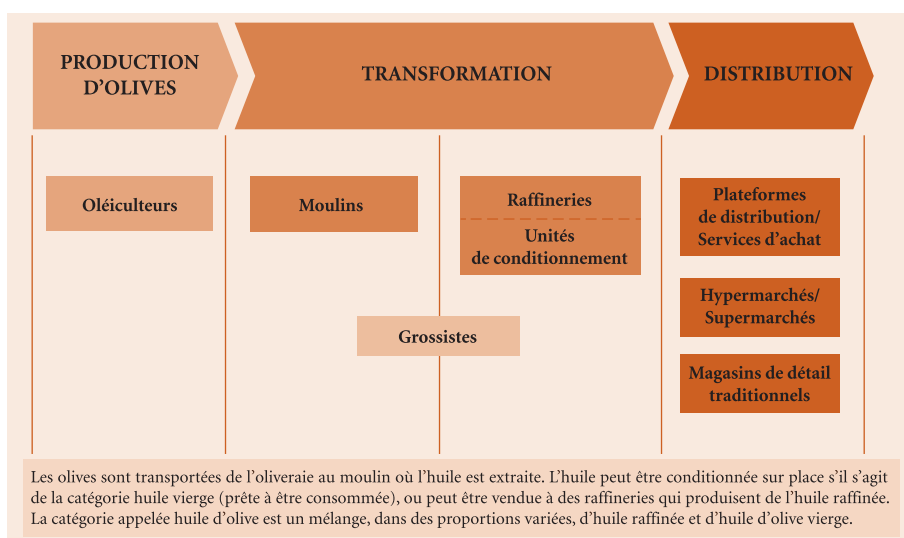 PRODUCTION
D’OLIVES
TRANSFORMATION
DISTRIBUTION
Oléiculteurs
Moulins
Raffineries
Unités
de conditionnement
Grossistes
Plateformes
de distribution/
Services d’achat
Hypermarchés/
Supermarchés
Magasins de détail
traditionnels
Les olives sont transportées de l’oliveraie au moulin où l’huile est extraite. L’huile peut être conditionnée sur place s’il s’agit
de la catégorie huile vierge (prête à être consommée), ou peut être vendue à des raffineries qui produisent de l’huile raffinée.
La catégorie appelée huile d’olive est un mélange, dans des proportions variées, d’huile raffinée et d’huile d’olive vierge.